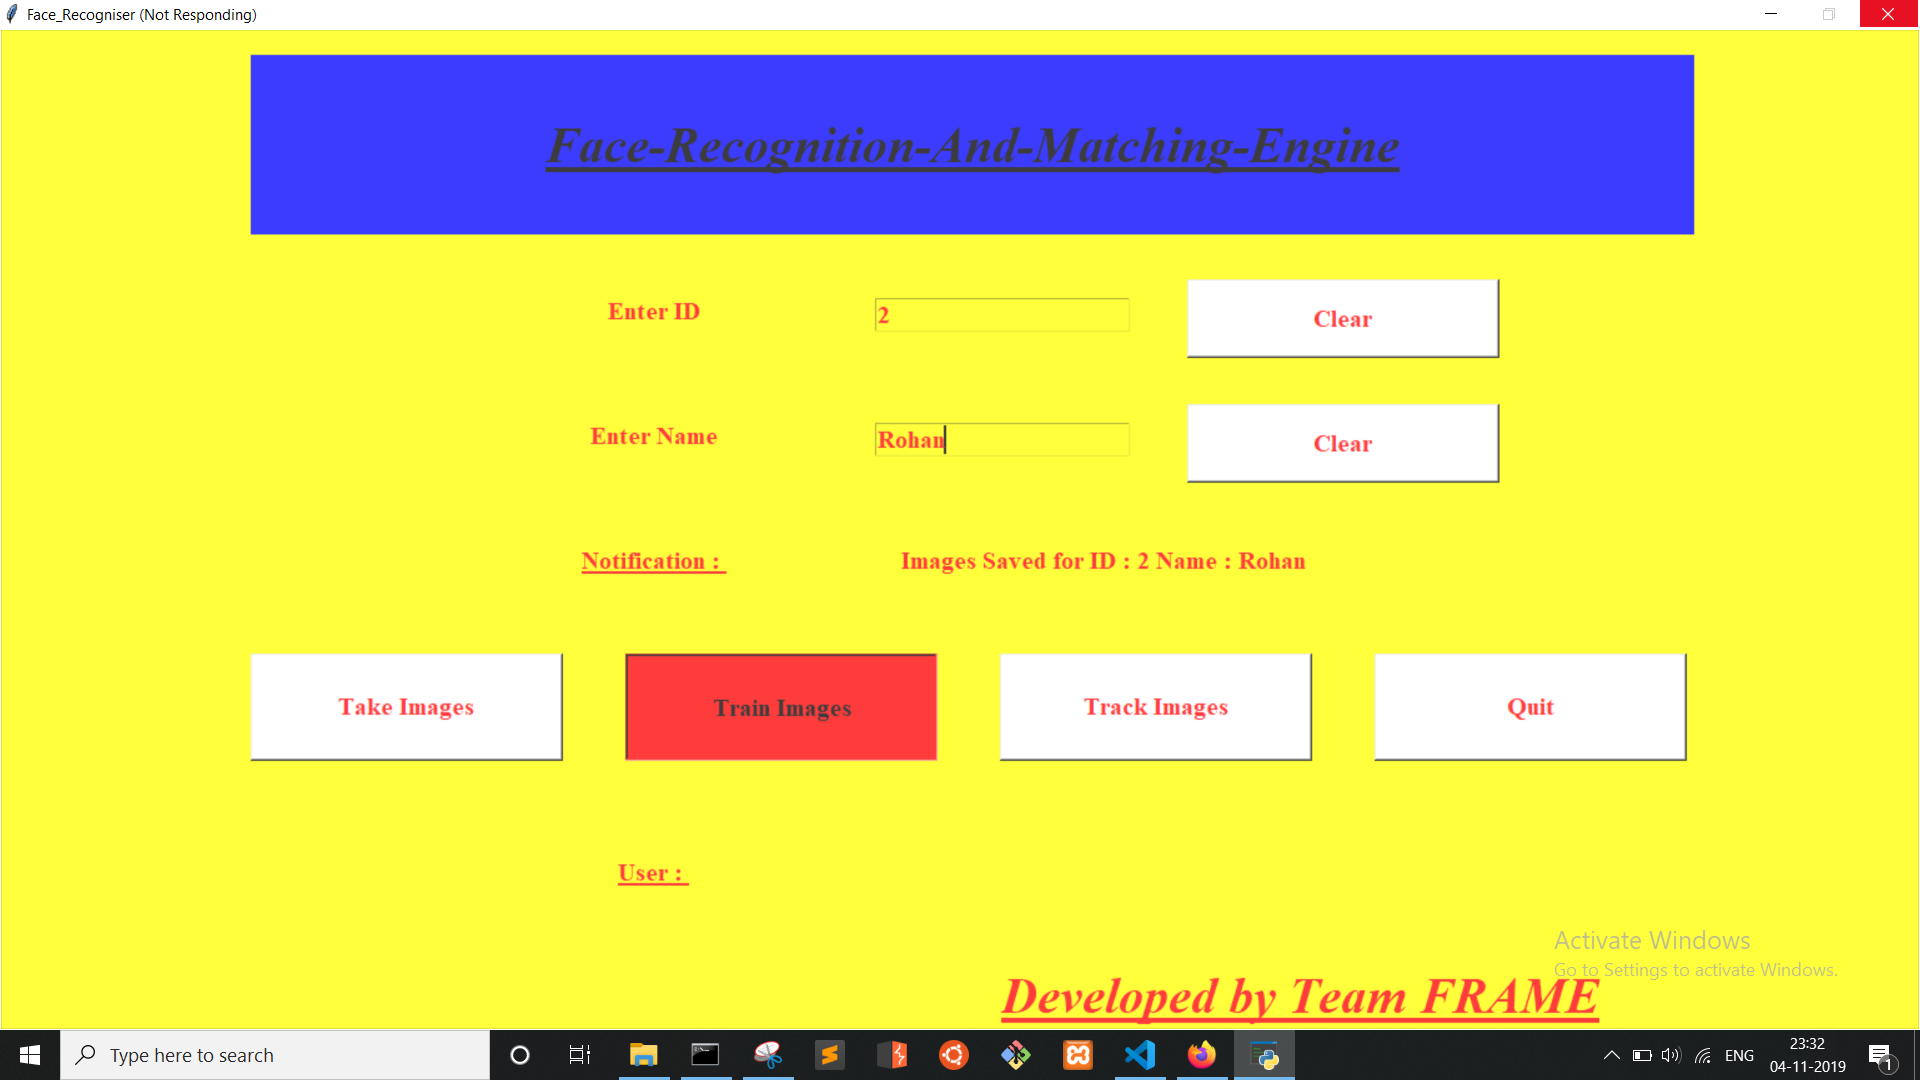 Face_Recogniser (Not Responding)
Face-Recognition-And-Matching-Engine
Enter ID
2
Clear
Enter Name
Rohan
Clear
Notification :
Images Saved for ID : 2 Name : Rohan
Take Images
Train Images
Track Images
Quit
User :
Activate Windows
Go to Settings to activate Windows.
Developed by Team FRAME
Type here to search
ENG
23:32
04-11-2019
1